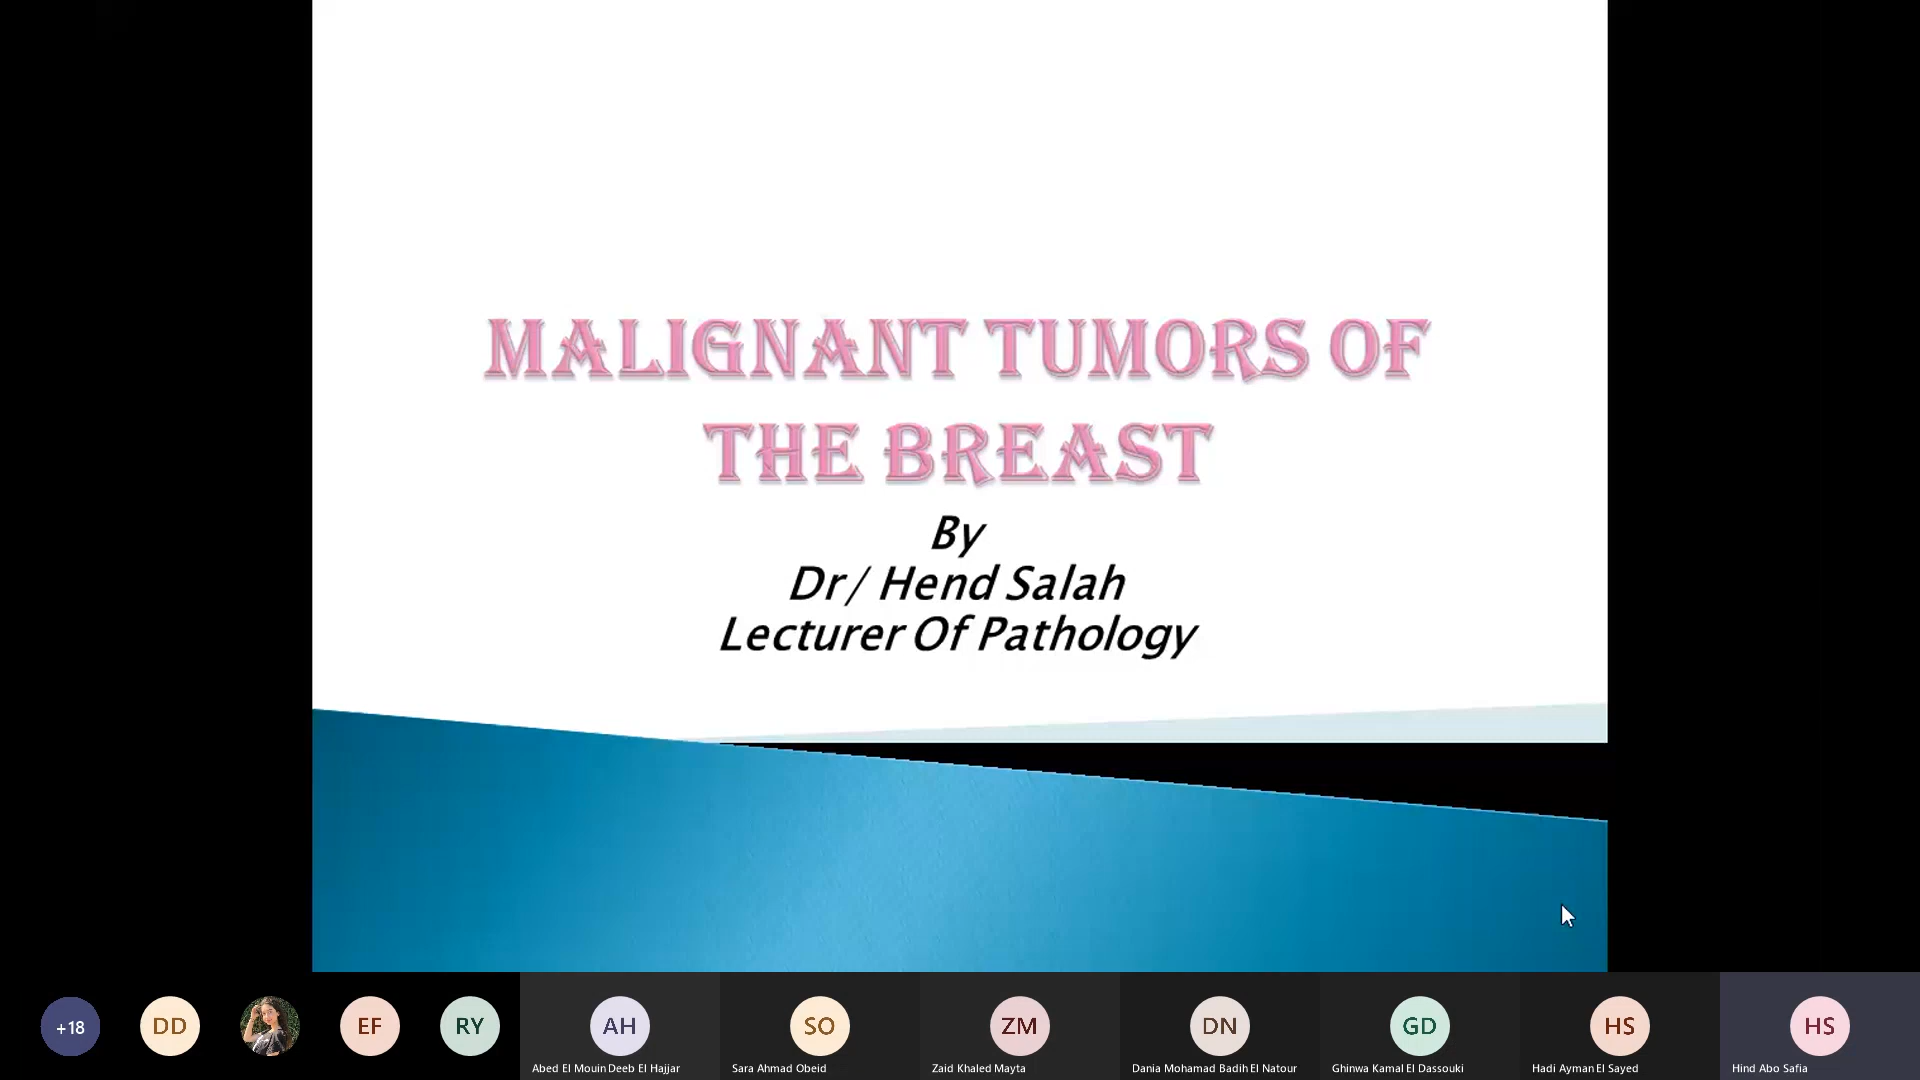 MALIGNANT TUMORS OF
THE BREAST
By
Dr/ Hend Salah
Lecturer Of Pathology
+18
DD
EF
RY
AH
SO
ZM
DN
GD
HS
HS
Abed El Mouin Deeb El Hajjar
Sara Ahmad Obeid
Zaid Khaled Mayta
Dania Mohamad Badih El Natour
Ghinwa Kamal El Dassouki
Hadi Ayman El Sayed
Hind Abo Safia